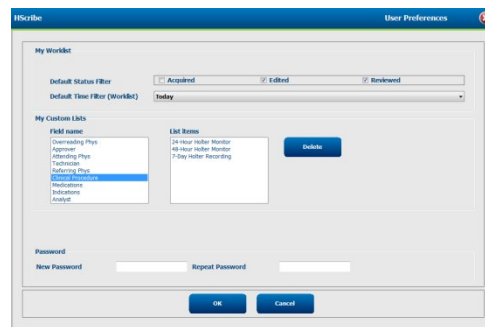 HScribe User Preferences
My Worklist
Default Status Filter Acquired Edited Reviewed
Default Time Filter (Worklist) Today
My Custom Lists
Field name List items
Overreading Phys 24-Hour Holter Monitor
Approver 48-Hour Holter Monitor
Attending Phys 7-Day Holter Recording
Technician
Referring Phys
Clinical Procedure
Medications
Indications
Analyst
Delete
Password
New Password Repeat Password
OK Cancel